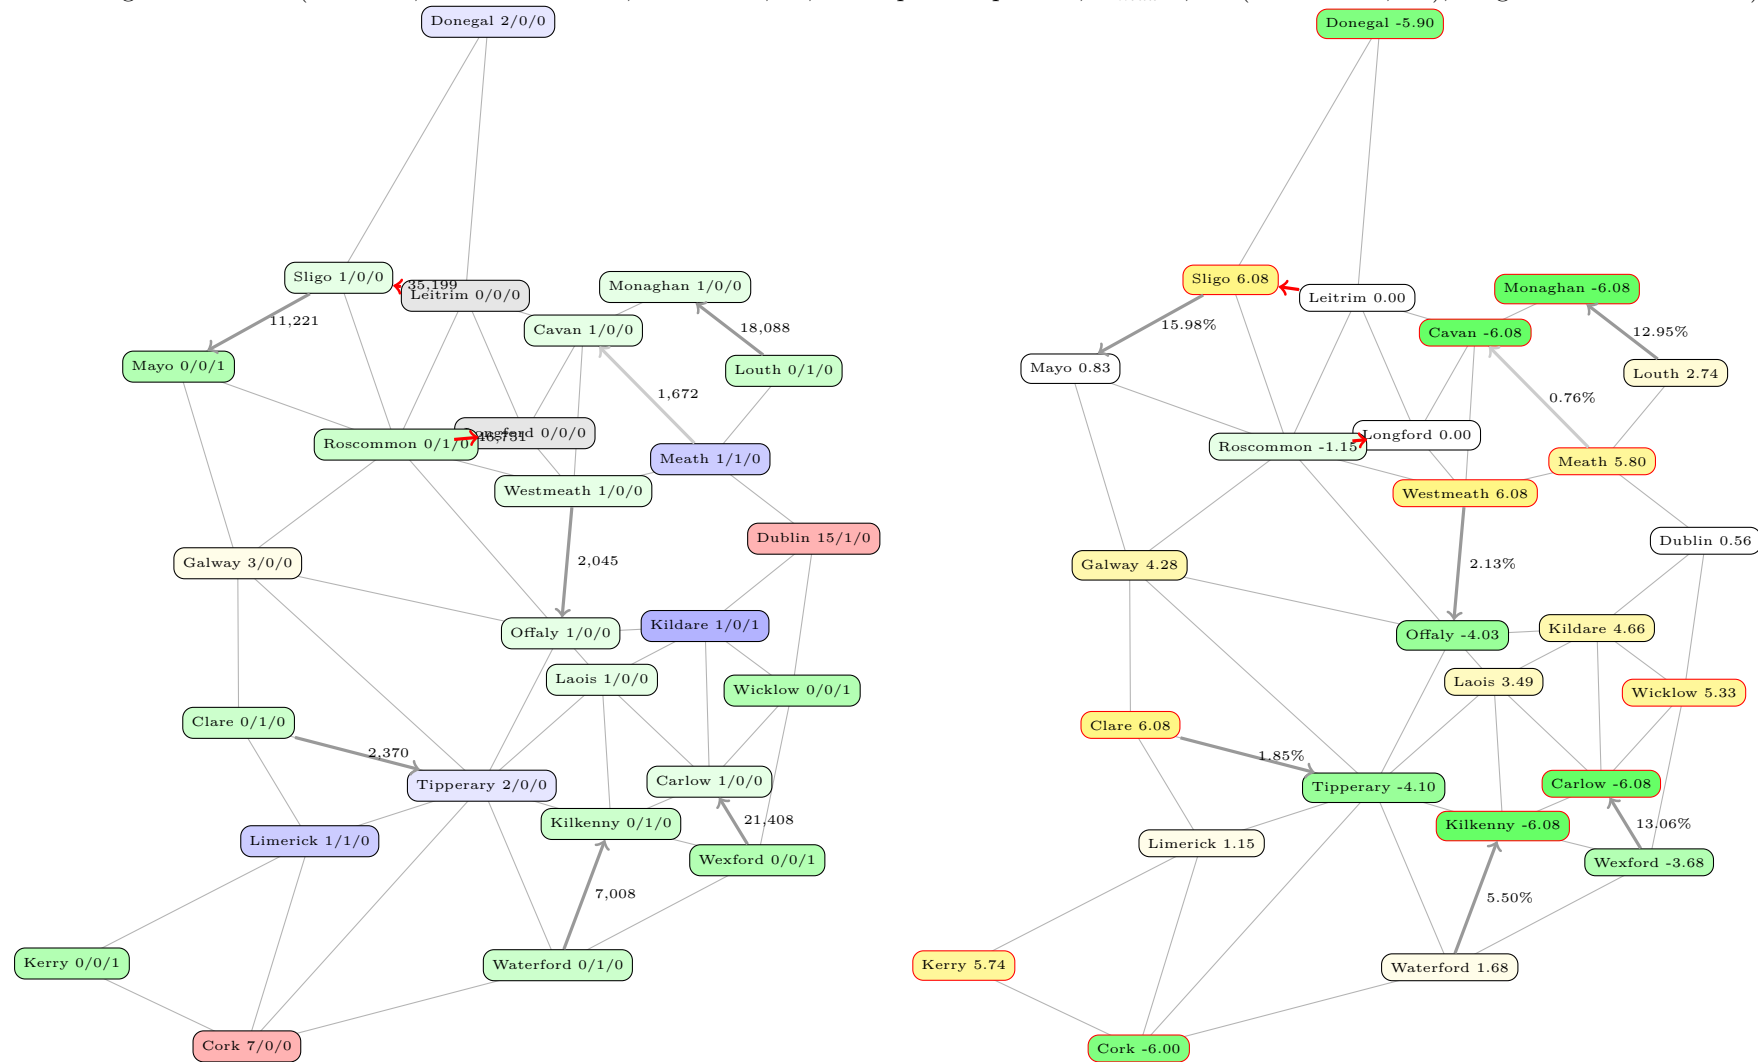 Donegal 2/0/0
Sligo 1/0/0
35,199
Leitrim 0/0/0
Monaghan 1/0/0
11,221
Cavan 1/0/0
18,088
Mayo 0/0/1
Louth 0/1/0
1,672
Roscommon 0/1/0
Longford 0/0/0
Meath 1/1/0
Westmeath 1/0/0
Dublin 15/1/0
Galway 3/0/0
2,045
Offaly 1/0/0
Kildare 1/0/1
Laois 1/0/0
Wicklow 0/0/1
Clare 0/1/0
2,370
Tipperary 2/0/0
Carlow 1/0/0
Kilkenny 0/1/0
21,408
Limerick 1/1/0
Wexford 0/0/1
7,008
Kerry 0/0/1
Waterford 0/1/0
Cork 7/0/0
Donegal -5.90
Sligo 6.08
Leitrim 0.00
Monaghan -6.08
15.98%
Cavan -6.08
12.95%
Mayo 0.83
Louth 2.74
0.76%
Roscommon -1.15
Longford 0.00
Meath 5.80
Westmeath 6.08
Dublin 0.56
Galway 4.28
2.13%
Offaly -4.03
Kildare 4.66
Laois 3.49
Wicklow 5.33
Clare 6.08
1.85%
Tipperary -4.10
Carlow -6.08
Kilkenny -6.08
13.06%
Limerick 1.15
Wexford -3.68
5.50%
Kerry 5.74
Waterford 1.68
Cork -6.00